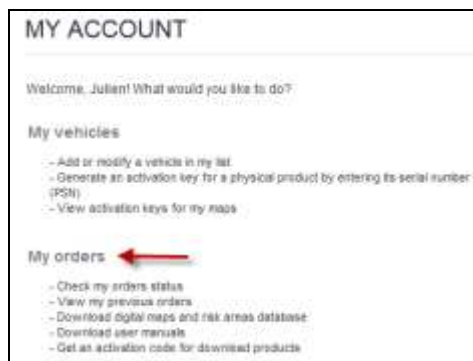 MY ACCOUNT
Welcome, Julien! What would you like to do?
My vehicles
- Add or modify a vehicle in my list
- Generate an activation key for a physical product by entering its serial number
(PSN)
- View activation keys for my maps
My orders
- Check my orders status
- View my previous orders
- Download digital maps and risk areas database
- Download user manuals
- Get an activation code for download products